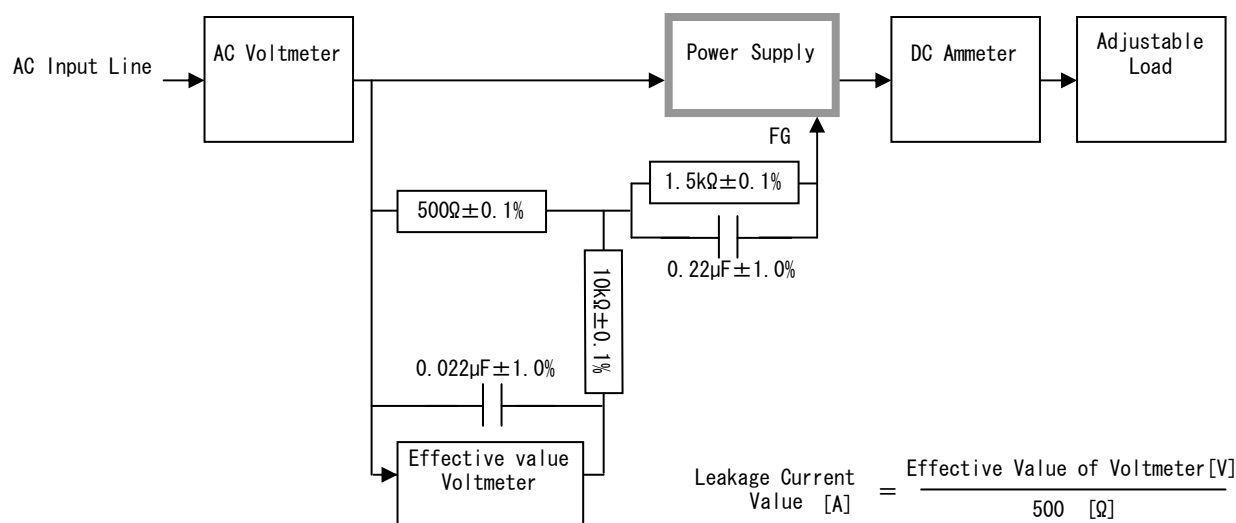 AC Input Line
AC Voltmeter
Power Supply
DC Ammeter
Adjustable
Load
FG
1.5kΩ±0.1%
500Ω±0.1%
0.22μF±1.0%
10kΩ±0.1%
0.022μF±1.0%
Effective value
Voltmeter
Leakage Current
Value [A]
=
Effective Value of Voltmeter[V]
500 [Ω]